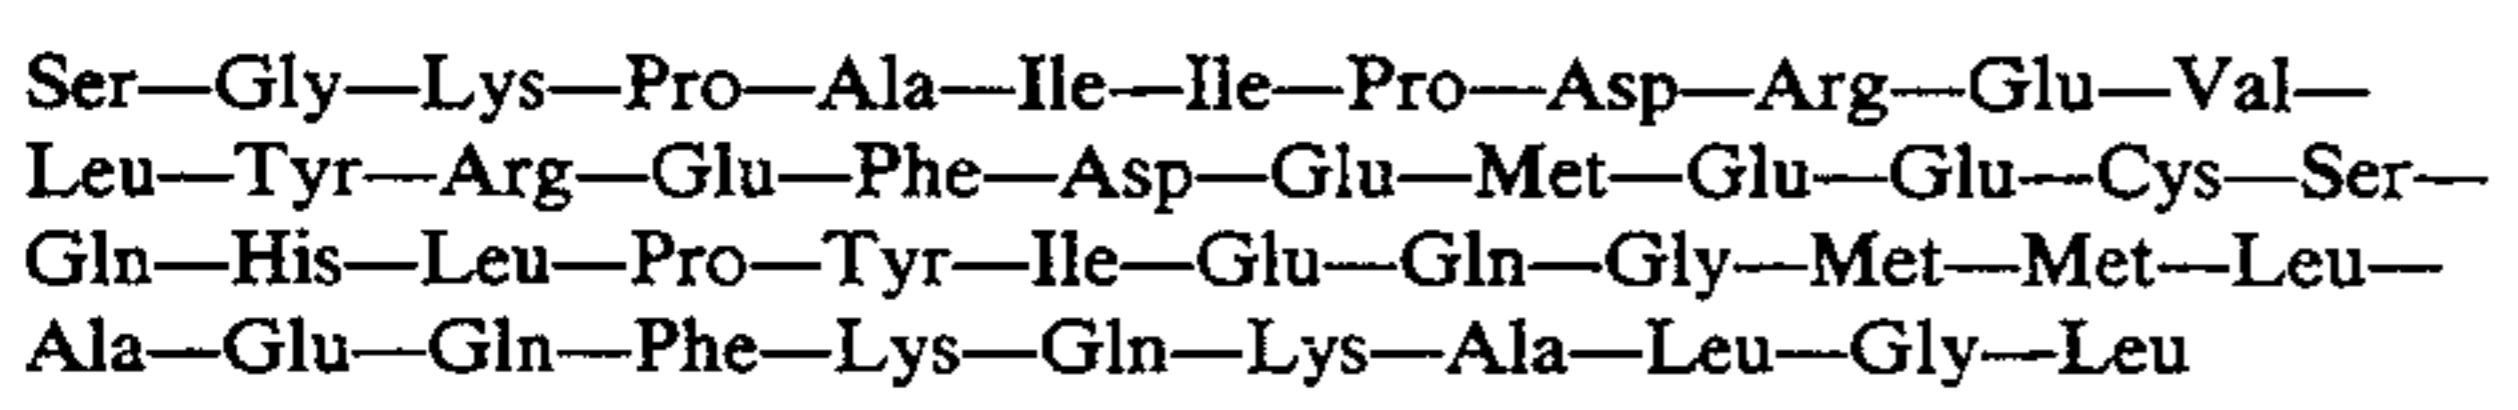 Ser—Gly—Lys—Pro—Ala—Ile—Ile—Pro—Asp—Arg—Glu—Val—
Leu—Tyr—Arg—Glu—Phe—Asp—Glu—Met—Glu—Glu—Cys—Ser—
Gln—His—Leu—Pro—Tyr—Ile—Glu—Gln—Gly—Met—Met—Leu—
Ala—Glu—Gln—Phe—Lys—Gln—Lys—Ala—Leu—Gly—Leu